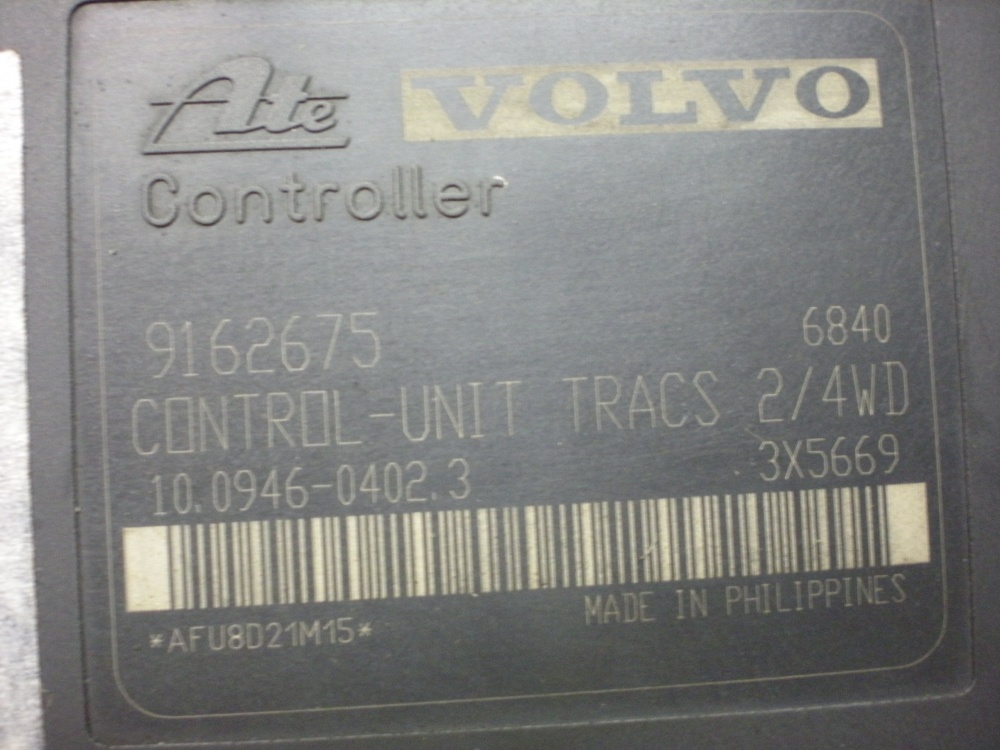 Ate VOLVO
Controller
9162675 6840
CONTROL-UNIT TRACS 2/4WD
10.0946-0402.3 3X5669
MADE IN PHILIPPINES
*AFU8D21M15*